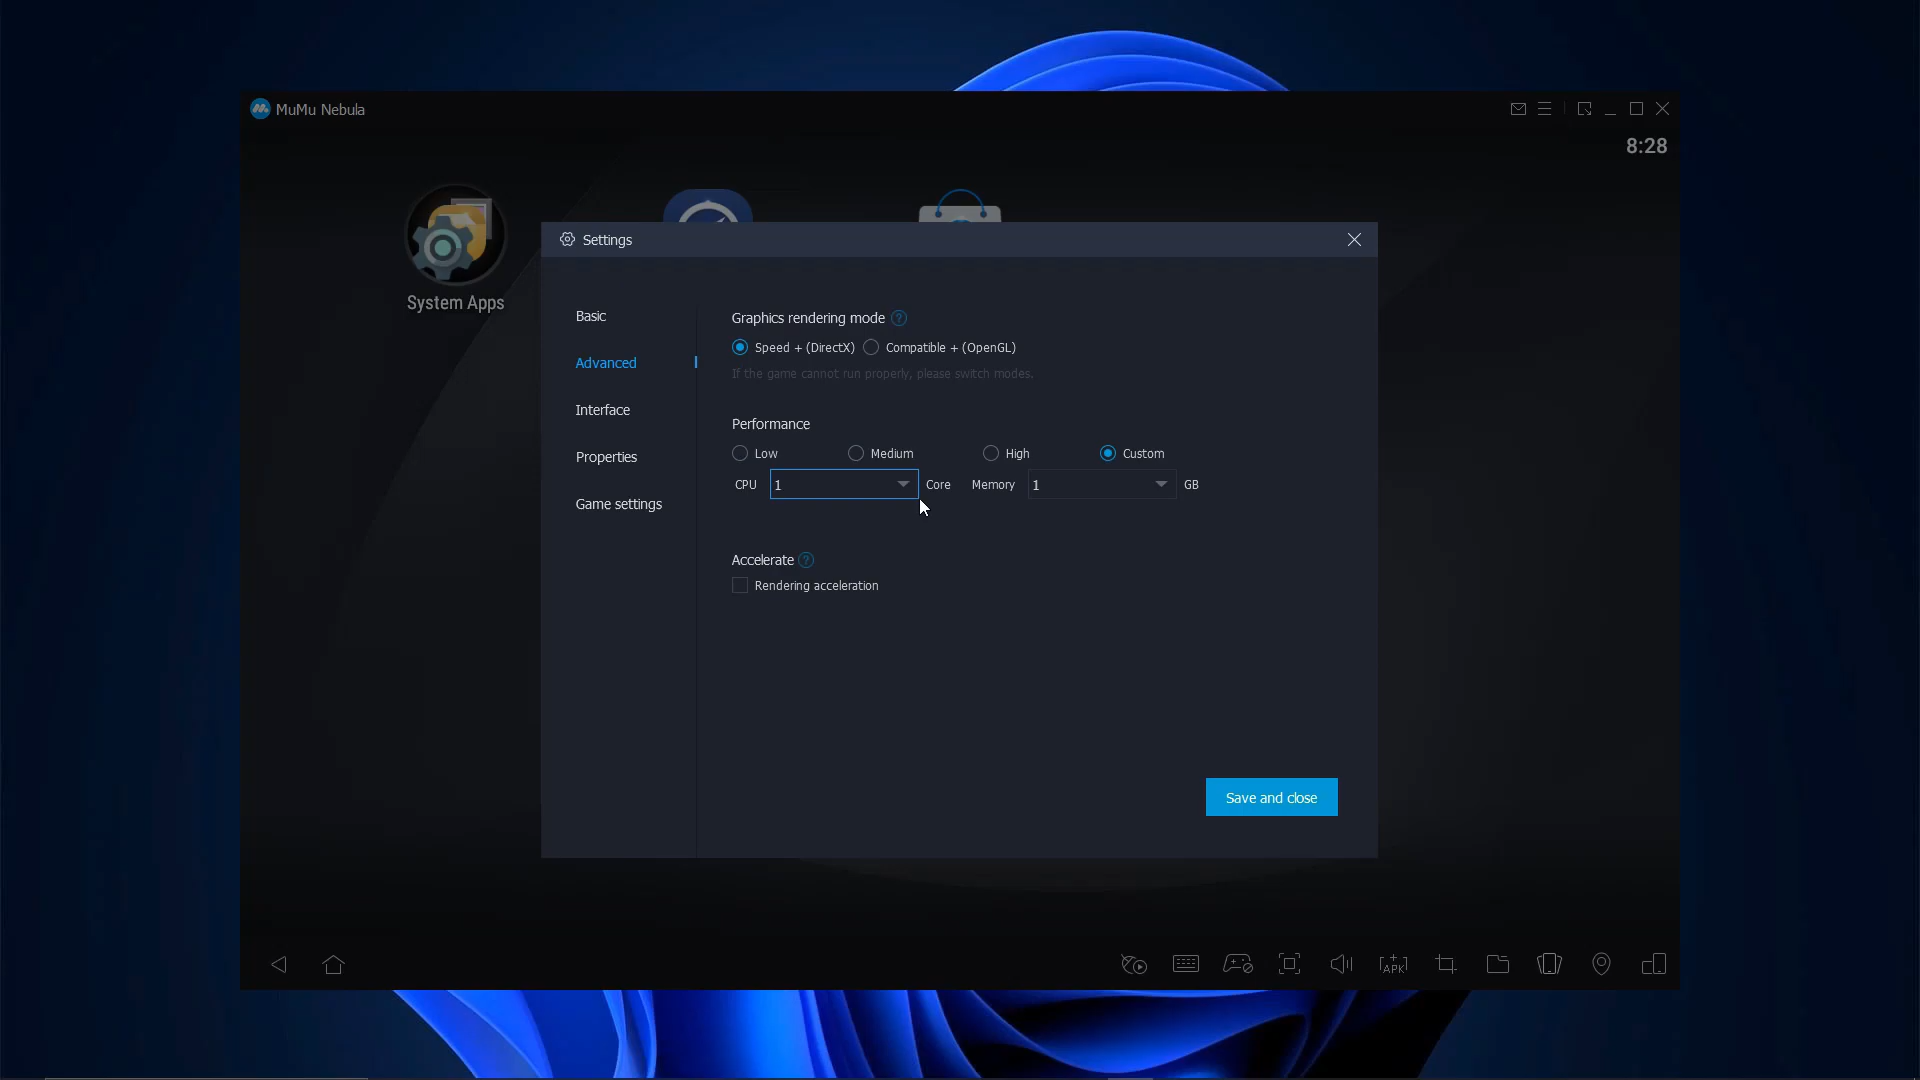 MuMu Nebula
8:28
System Apps
Settings
Basic
Advanced
Interface
Properties
Game settings
Graphics rendering mode ?
Speed + (DirectX) Compatible + (OpenGL)
If the game cannot run properly, please switch modes.
Performance
Low Medium High Custom
CPU 1 Core Memory 1 GB
Accelerate ?
Rendering acceleration
Save and close
APK